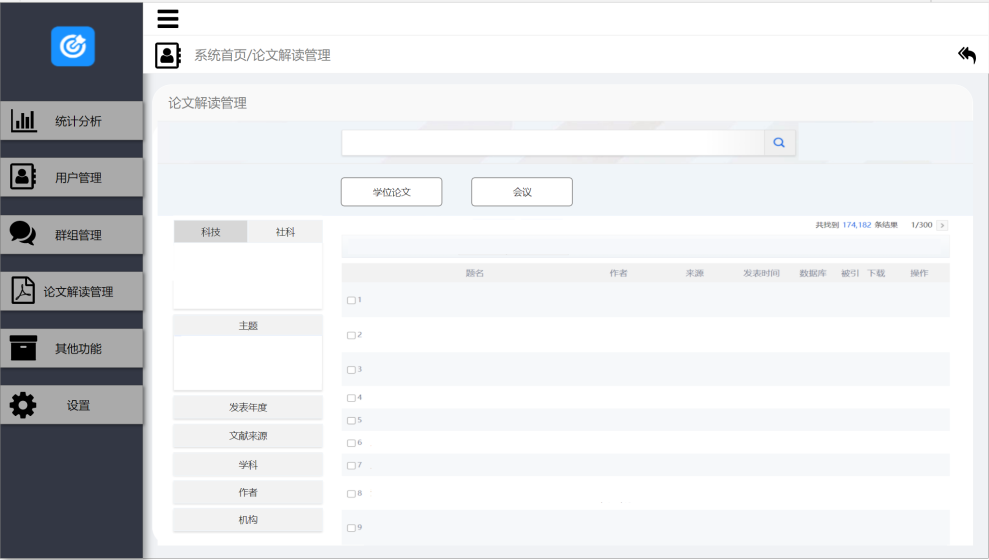 系统首页/论文解读管理
论文解读管理
统计分析
用户管理
群组管理
论文解读管理
其他功能
设置
学位论文 会议
科技 社科
共找到 174,182 条结果 1/300 >
题名 作者 来源 发表时间 数据库 被引 下载 操作
1
2
3
4
5
6
7
8
9
主题
发表年度
文献来源
学科
作者
机构